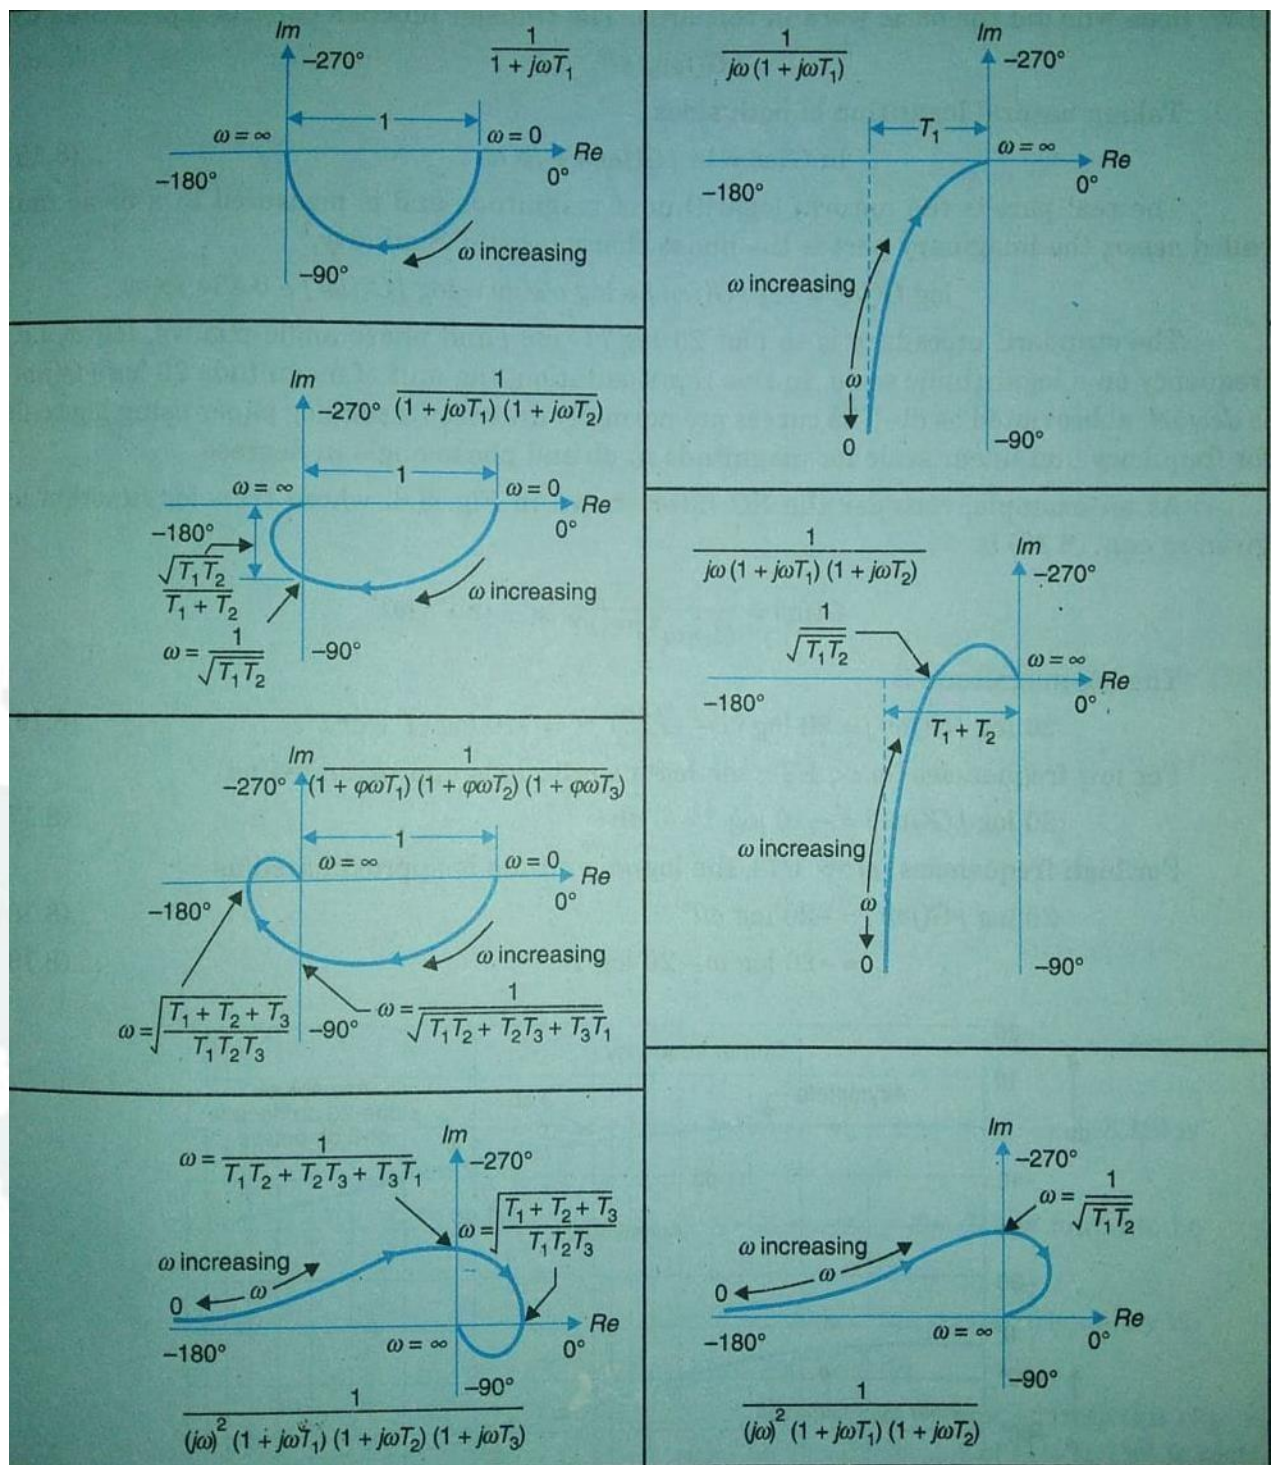 Im
-270°
1
1 + jωT₁
1
ω = ∞
ω = 0
Re
-180°
0°
ω increasing
-90°
1
jω (1 + jωT₁)
Im
-270°
T₁
ω = ∞
Re
-180°
0°
ω increasing
ω
0
-90°
Im
-270°
1
(1 + jωT₁) (1 + jωT₂)
1
ω = ∞
ω = 0
Re
-180°
0°
√T₁T₂
T₁ + T₂
ω increasing
ω = 1
√T₁T₂
-90°
1
jω (1 + jωT₁) (1 + jωT₂)
Im
-270°
1
√T₁T₂
ω = ∞
Re
-180°
0°
T₁ + T₂
ω increasing
ω
0
-90°
Im
-270°
1
(1 + φωT₁) (1 + φωT₂) (1 + φωT₃)
1
ω = ∞
ω = 0
Re
-180°
0°
ω increasing
ω = √T₁ + T₂ + T₃
T₁T₂T₃
-90°
ω = 1
√T₁T₂ + T₂T₃ + T₃T₁
ω = 1
T₁T₂ + T₂T₃ + T₃T₁
Im
-270°
ω = √T₁ + T₂ + T₃
T₁T₂T₃
ω increasing
ω
0
Re
-180°
ω = ∞
0°
-90°
1
(jω)² (1 + jωT₁) (1 + jωT₂) (1 + jωT₃)
Im
-270°
ω = 1
√T₁T₂
ω increasing
ω
0
Re
-180°
ω = ∞
0°
-90°
1
(jω)² (1 + jωT₁) (1 + jωT₂)